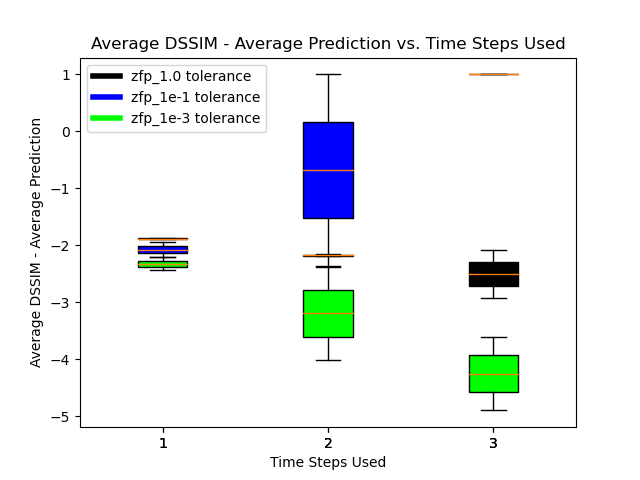 Average DSSIM - Average Prediction vs. Time Steps Used
zfp_1.0 tolerance
zfp_1e-1 tolerance
zfp_1e-3 tolerance
Average DSSIM - Average Prediction
1
0
−1
−2
−3
−4
−5
1 2 3
Time Steps Used